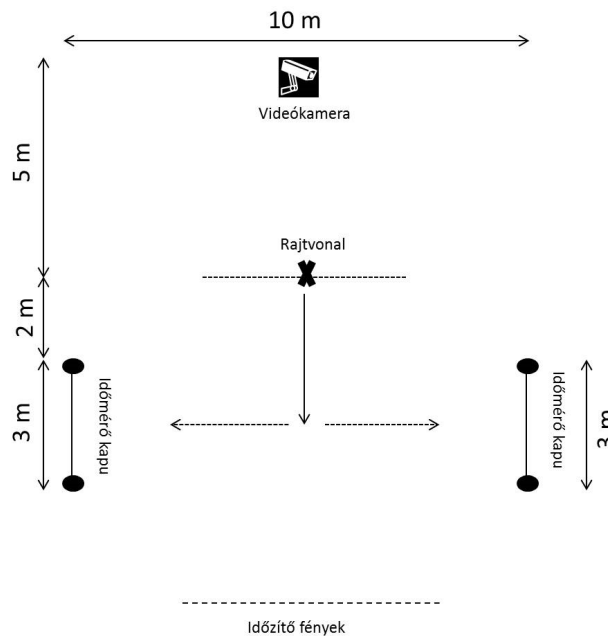 10 m
Videókamera
5 m
Rajtvonal
2 m
3 m
Időmérő kapu
Időmérő kapu
3 m
Időzítő fények